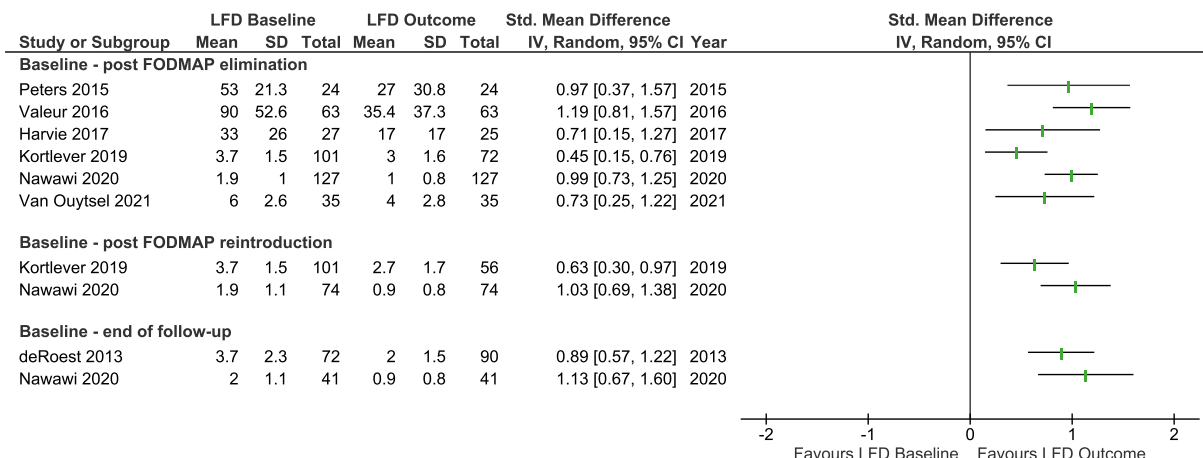 LFD Baseline LFD Outcome Std. Mean Difference Std. Mean Difference
Study or Subgroup Mean SD Total Mean SD Total IV, Random, 95% CI Year IV, Random, 95% CI
Baseline - post FODMAP elimination
Peters 2015 53 21.3 24 27 30.8 24 0.97 [0.37, 1.57] 2015
Valeur 2016 90 52.6 63 35.4 37.3 63 1.19 [0.81, 1.57] 2016
Harvie 2017 33 26 27 17 17 25 0.71 [0.15, 1.27] 2017
Kortlever 2019 3.7 1.5 101 3 1.6 72 0.45 [0.15, 0.76] 2019
Nawawi 2020 1.9 1 127 1 0.8 127 0.99 [0.73, 1.25] 2020
Van Ouytsel 2021 6 2.6 35 4 2.8 35 0.73 [0.25, 1.22] 2021
Baseline - post FODMAP reintroduction
Kortlever 2019 3.7 1.5 101 2.7 1.7 56 0.63 [0.30, 0.97] 2019
Nawawi 2020 1.9 1.1 74 0.9 0.8 74 1.03 [0.69, 1.38] 2020
Baseline - end of follow-up
deRoest 2013 3.7 2.3 72 2 1.5 90 0.89 [0.57, 1.22] 2013
Nawawi 2020 2 1.1 41 0.9 0.8 41 1.13 [0.67, 1.60] 2020
-2 -1 0 1 2
Favours LFD Baseline Favours LFD Outcome